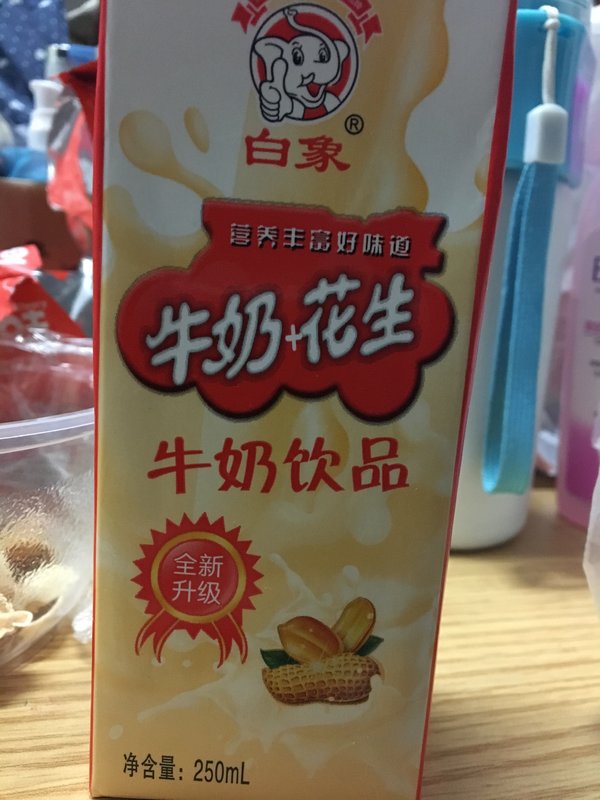 ®
白象
营养丰富好味道
牛奶+花生
牛奶饮品
全新
升级
净含量：250mL